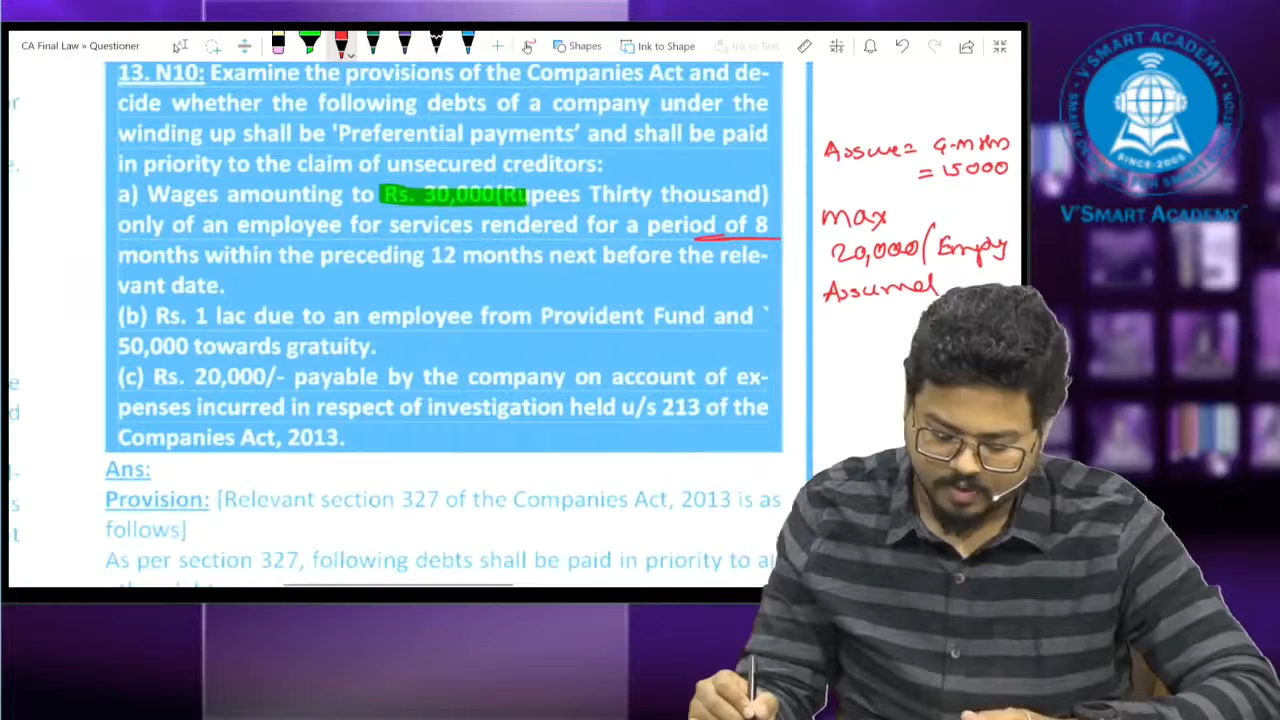 CA Final Law » Questioner
Shapes
Ink to Shape
Ink to Text
13. N10: Examine the provisions of the Companies Act and de-
cide whether the following debts of a company under the
winding up shall be 'Preferential payments' and shall be paid
in priority to the claim of unsecured creditors:
a) Wages amounting to Rs. 30,000(Rupees Thirty thousand)
only of an employee for services rendered for a period of 8
months within the preceding 12 months next before the rele-
vant date.
(b) Rs. 1 lac due to an employee from Provident Fund and `
50,000 towards gratuity.
(c) Rs. 20,000/- payable by the company on account of ex-
penses incurred in respect of investigation held u/s 213 of the
Companies Act, 2013.
Ans:
Provision: [Relevant section 327 of the Companies Act, 2013 is as
follows]
As per section 327, following debts shall be paid in priority to a
= 15000
max
20,000/
Assumed
V'SMART ACADEMY
SINCE-2005
V'SMART ACADEMY®